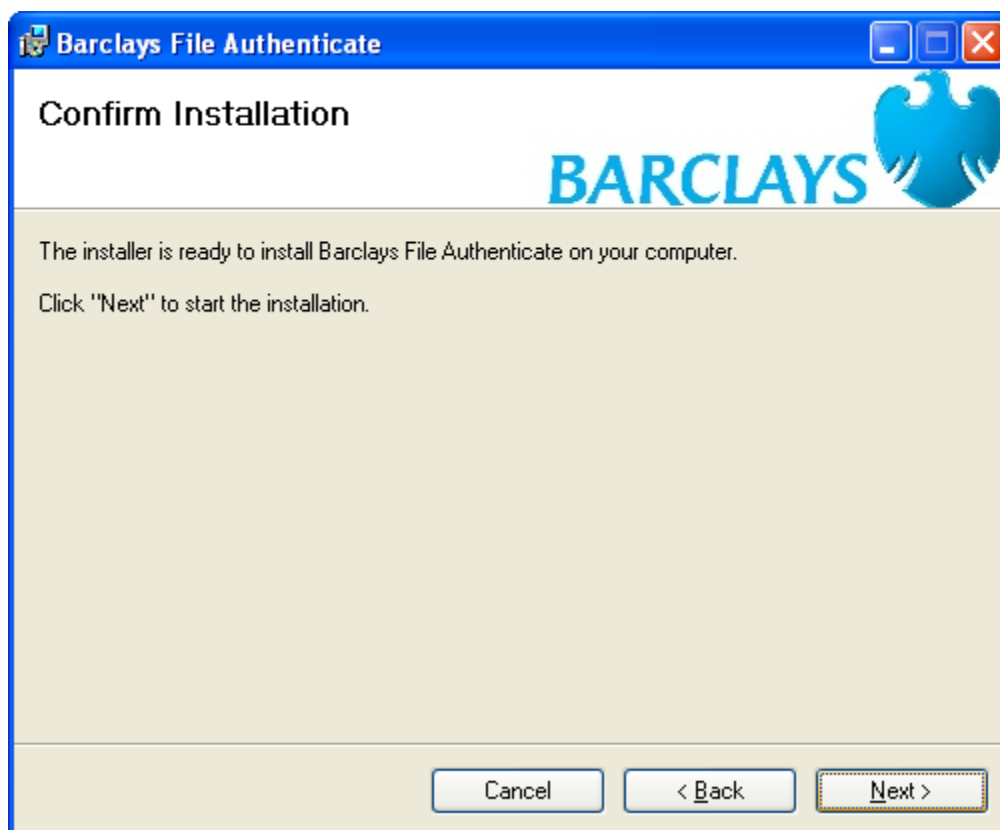 Barclays File Authenticate
Confirm Installation
BARCLAYS
The installer is ready to install Barclays File Authenticate on your computer.
Click "Next" to start the installation.
Cancel
< Back
Next >